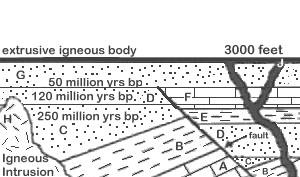 extrusive igneous body 3000 feet
J
G
50 million yrs bp
120 million yrs bp. D F
250 million yrs bp.
H C E
D fault
B
Igneous A C
Intrusion B